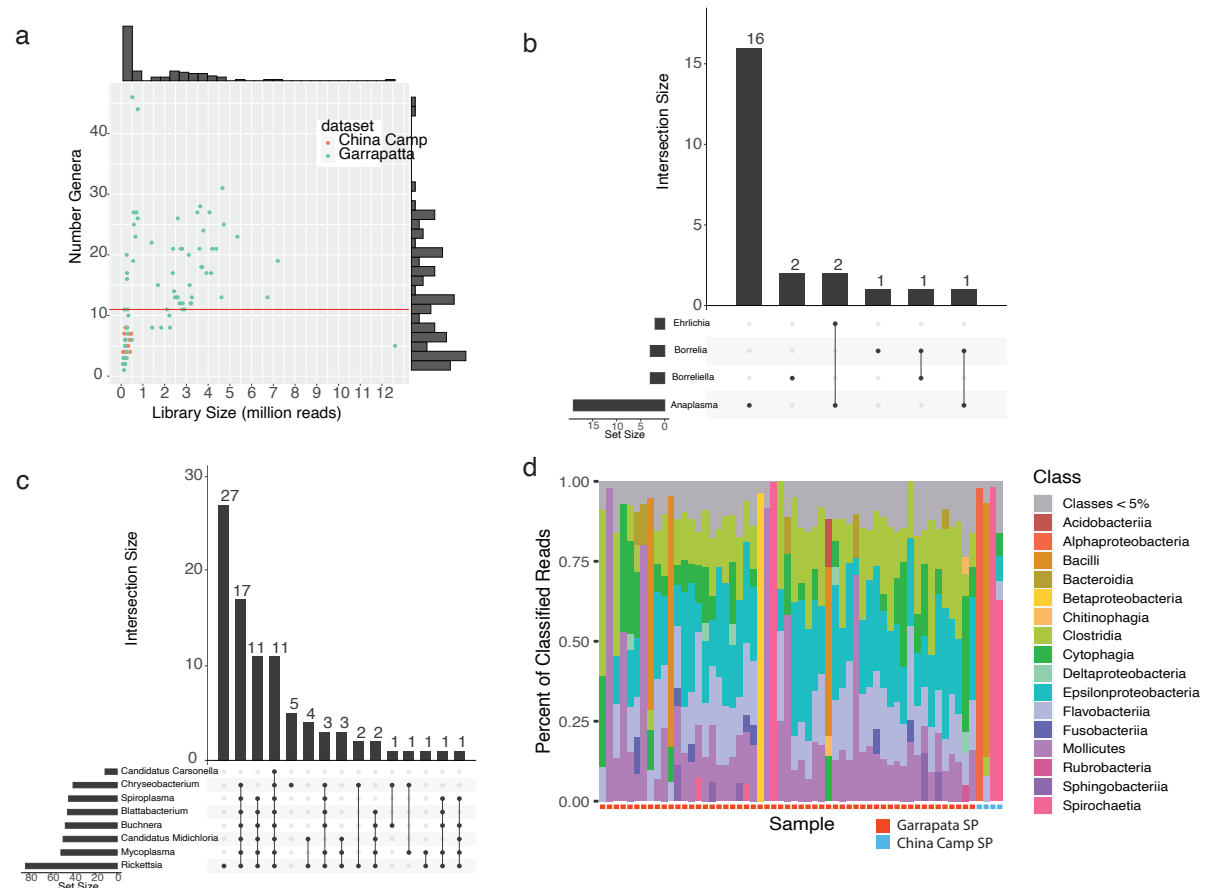 a
dataset
China Camp
Garrapatta
Number Genera
40
30
20
10
0
0 1 2 3 4 5 6 7 8 9 10 11 12
Library Size (million reads)
b
Intersection Size
15
10
5
0
16 2 2 1 1 1
Ehrlichia
Borrelia
Borreliella
Anaplasma
15 10 5 0
Set Size
c
Intersection Size
30
20
10
0
27 17 11 11 5 4 3 3 2 2 1 1 1 1 1
Candidatus Carsonella
Chryseobacterium
Spiroplasma
Blattabacterium
Buchnera
Candidatus Midichloria
Mycoplasma
Rickettsia
80 60 40 20 0
Set Size
d
Percent of Classified Reads
1.00
0.75
0.50
0.25
0.00
Sample
Garrapata SP
China Camp SP
Class
Classes < 5%
Acidobacteriia
Alphaproteobacteria
Bacilli
Bacteroidia
Betaproteobacteria
Chitinophagia
Clostridia
Cytophagia
Deltaproteobacteria
Epsilonproteobacteria
Flavobacteriia
Fusobacteriia
Mollicutes
Rubrobacteria
Sphingobacteriia
Spirochaetia